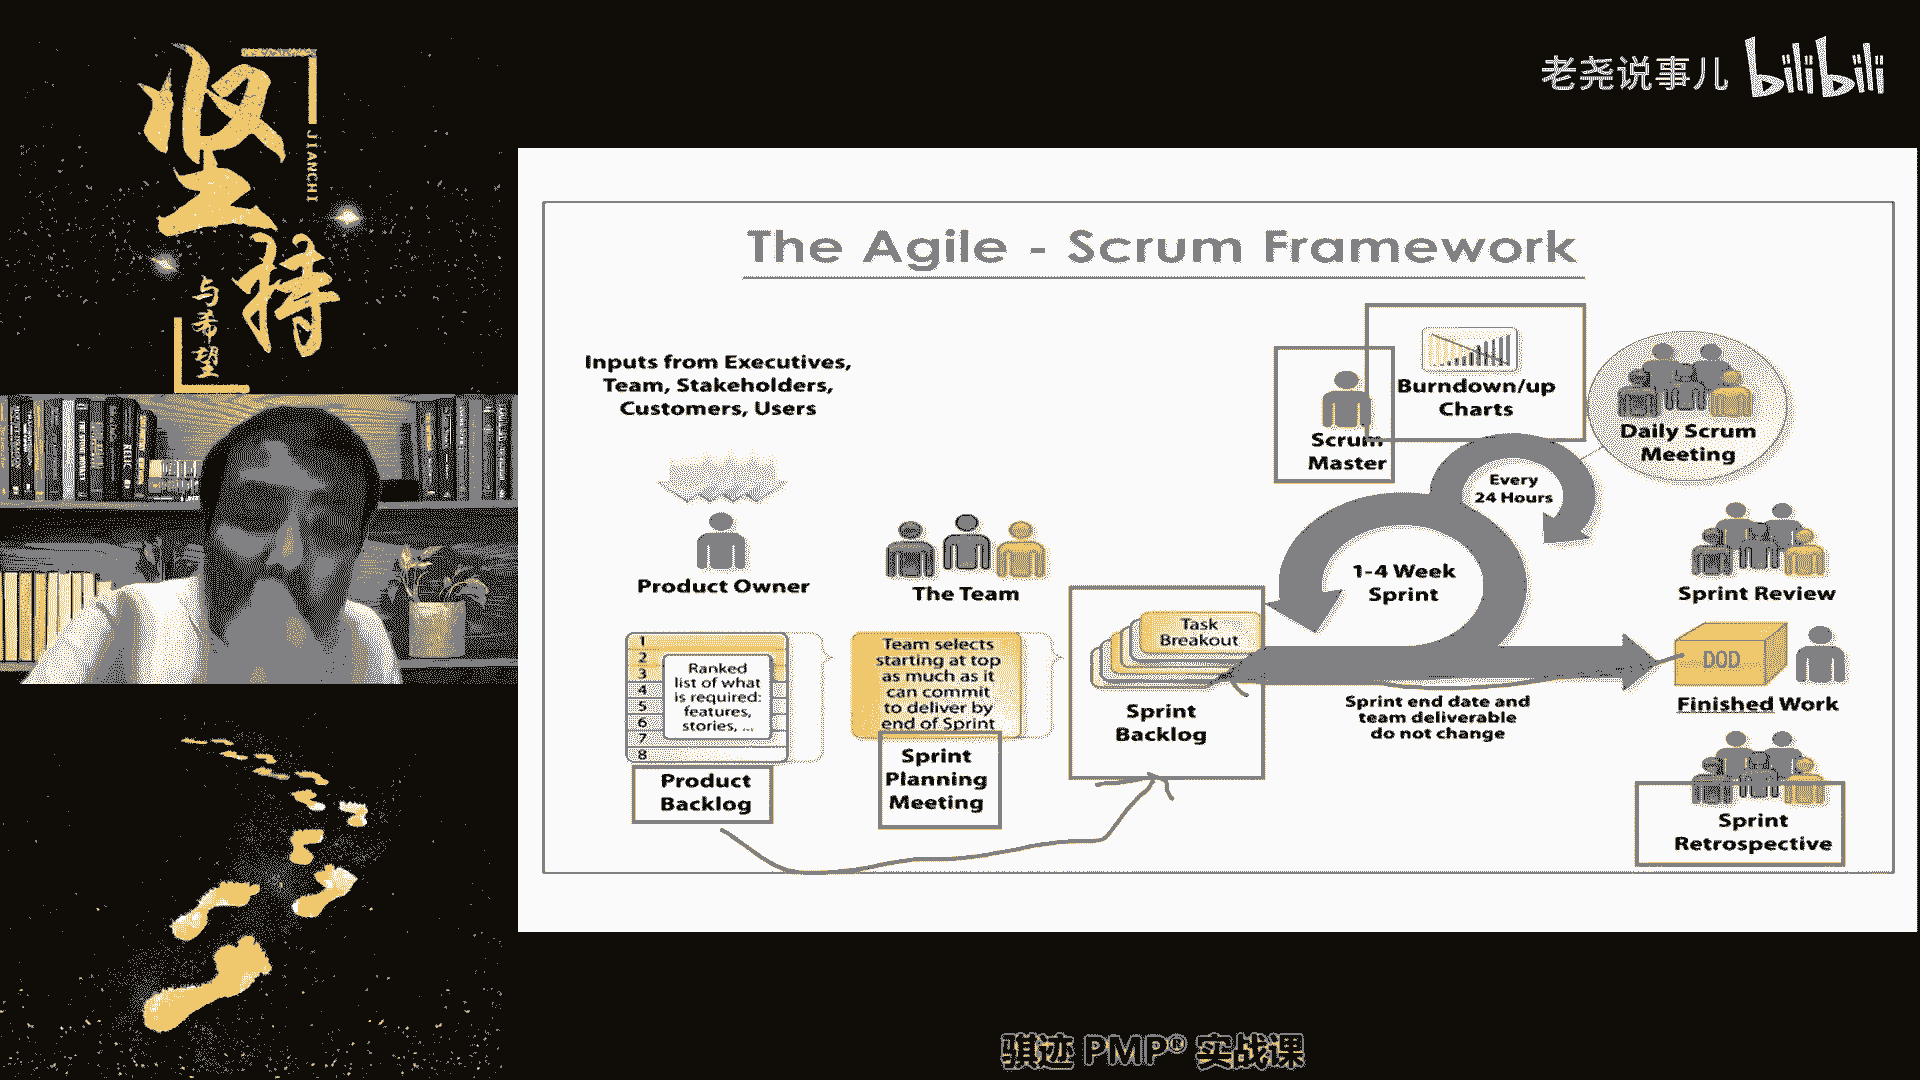 坚持
JIANCHI
与希望
老尧说事儿 bilibili
The Agile - Scrum Framework
Inputs from Executives,
Team, Stakeholders,
Customers, Users
Product Owner
The Team
1
2
3
4
5
6
7
8
Ranked
list of what
is required:
features,
stories, ...
Product
Backlog
Team selects
starting at top
as much as it
can commit
to deliver by
end of Sprint
Sprint
Planning
Meeting
Task
Breakout
Sprint
Backlog
Scrum
Master
Burndown/up
Charts
Every
24 Hours
Daily Scrum
Meeting
1-4 Week
Sprint
Sprint end date and
team deliverable
do not change
Sprint Review
DOD
Finished Work
Sprint
Retrospective
骐迹 PMP® 实战课